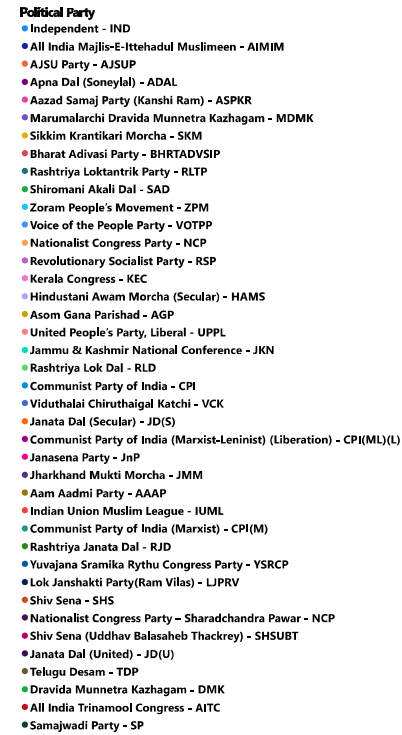 Political Party
Independent - IND
All India Majlis-E-Ittehadul Muslimeen - AIMIM
AJSU Party - AJSUP
Apna Dal (Soneylal) - ADAL
Aazad Samaj Party (Kanshi Ram) - ASPKR
Marumalarchi Dravida Munnetra Kazhagam - MDMK
Sikkim Krantikari Morcha - SKM
Bharat Adivasi Party - BHRTADVSIP
Rashtriya Loktantrik Party - RLTP
Shiromani Akali Dal - SAD
Zoram People's Movement - ZPM
Voice of the People Party - VOTPP
Nationalist Congress Party - NCP
Revolutionary Socialist Party - RSP
Kerala Congress - KEC
Hindustani Awam Morcha (Secular) - HAMS
Asom Gana Parishad - AGP
United People's Party, Liberal - UPPL
Jammu & Kashmir National Conference - JKN
Rashtriya Lok Dal - RLD
Communist Party of India - CPI
Viduthalai Chiruthaigal Katchi - VCK
Janata Dal (Secular) - JD(S)
Communist Party of India (Marxist-Leninist) (Liberation) - CPI(ML)(L)
Janasena Party - JnP
Jharkhand Mukti Morcha - JMM
Aam Aadmi Party - AAAP
Indian Union Muslim League - IUML
Communist Party of India (Marxist) - CPI(M)
Rashtriya Janata Dal - RJD
Yuvajana Sramika Rythu Congress Party - YSRCP
Lok Janshakti Party(Ram Vilas) - LJPRV
Shiv Sena - SHS
Nationalist Congress Party – Sharadchandra Pawar - NCP
Shiv Sena (Uddhav Balasaheb Thackrey) - SHSUBT
Janata Dal (United) - JD(U)
Telugu Desam - TDP
Dravida Munnetra Kazhagam - DMK
All India Trinamool Congress - AITC
Samajwadi Party - SP